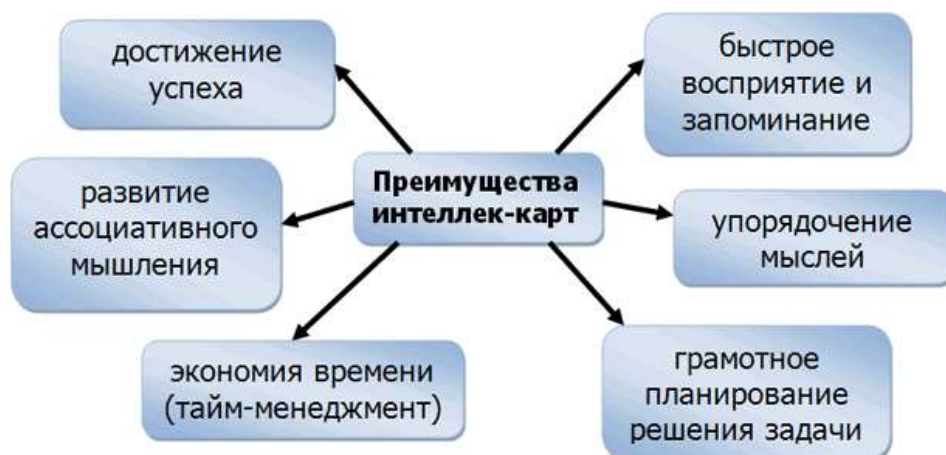 достижение
успеха
быстрое
восприятие и
запоминание
Преимущества
интеллек-карт
развитие
ассоциативного
мышления
упорядочение
мыслей
экономия времени
(тайм-менеджмент)
грамотное
планирование
решения задачи